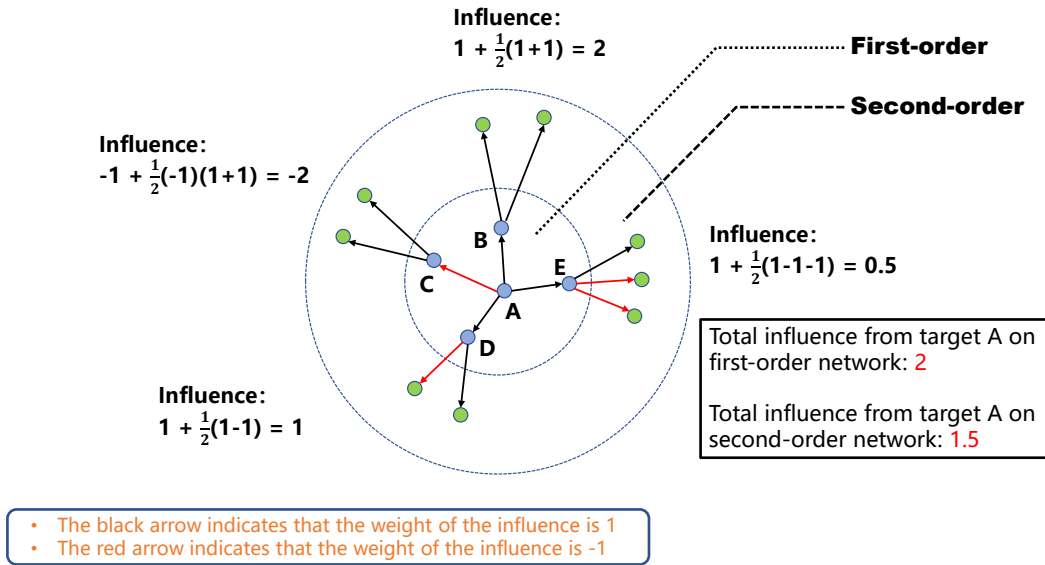 Influence:
1 + 1/2(1+1) = 2
First-order
Second-order
Influence:
-1 + 1/2(-1)(1+1) = -2
B
Influence:
1 + 1/2(1-1-1) = 0.5
E
C
A
D
Total influence from target A on
first-order network: 2
Total influence from target A on
second-order network: 1.5
Influence:
1 + 1/2(1-1) = 1
• The black arrow indicates that the weight of the influence is 1
• The red arrow indicates that the weight of the influence is -1